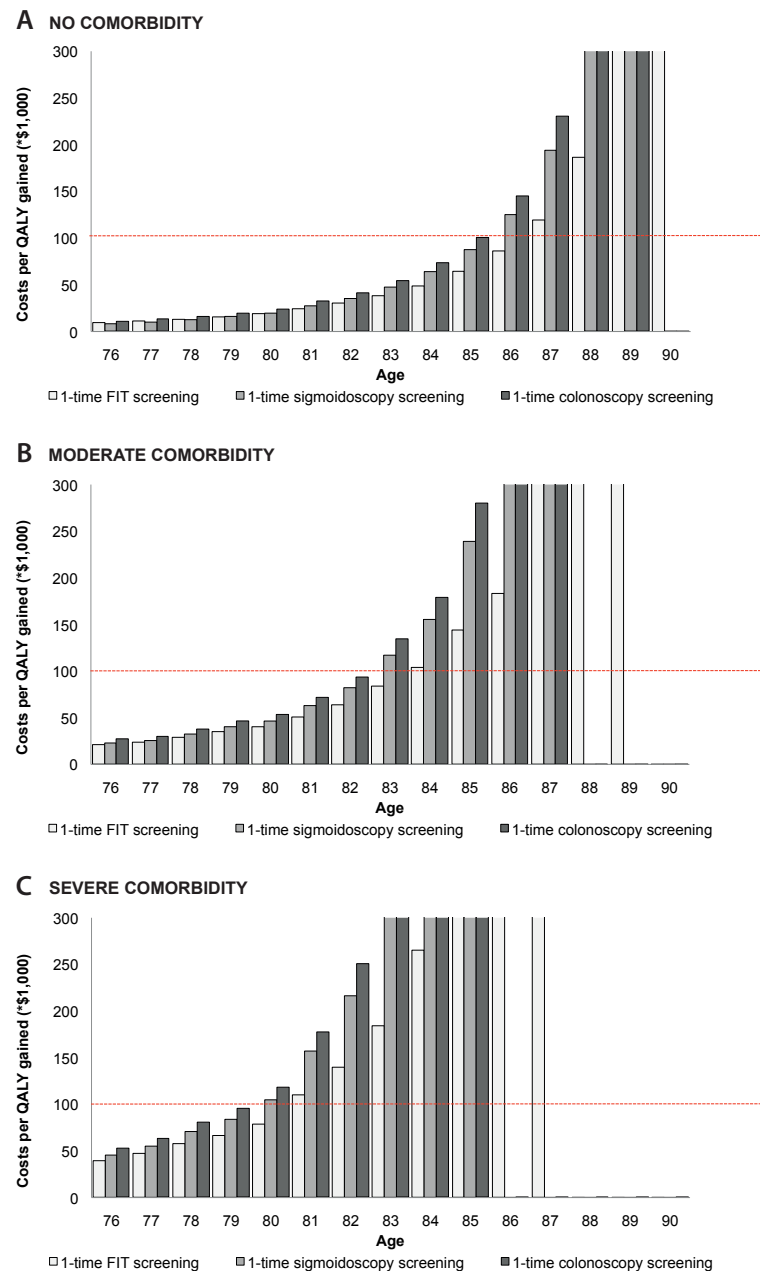 A NO COMORBIDITY
Costs per QALY gained (*$1,000)
300
250
200
150
100
50
0
76 77 78 79 80 81 82 83 84 85 86 87 88 89 90
Age
1-time FIT screening 1-time sigmoidoscopy screening 1-time colonoscopy screening
B MODERATE COMORBIDITY
Costs per QALY gained (*$1,000)
300
250
200
150
100
50
0
76 77 78 79 80 81 82 83 84 85 86 87 88 89 90
Age
1-time FIT screening 1-time sigmoidoscopy screening 1-time colonoscopy screening
C SEVERE COMORBIDITY
Costs per QALY gained (*$1,000)
300
250
200
150
100
50
0
76 77 78 79 80 81 82 83 84 85 86 87 88 89 90
Age
1-time FIT screening 1-time sigmoidoscopy screening 1-time colonoscopy screening